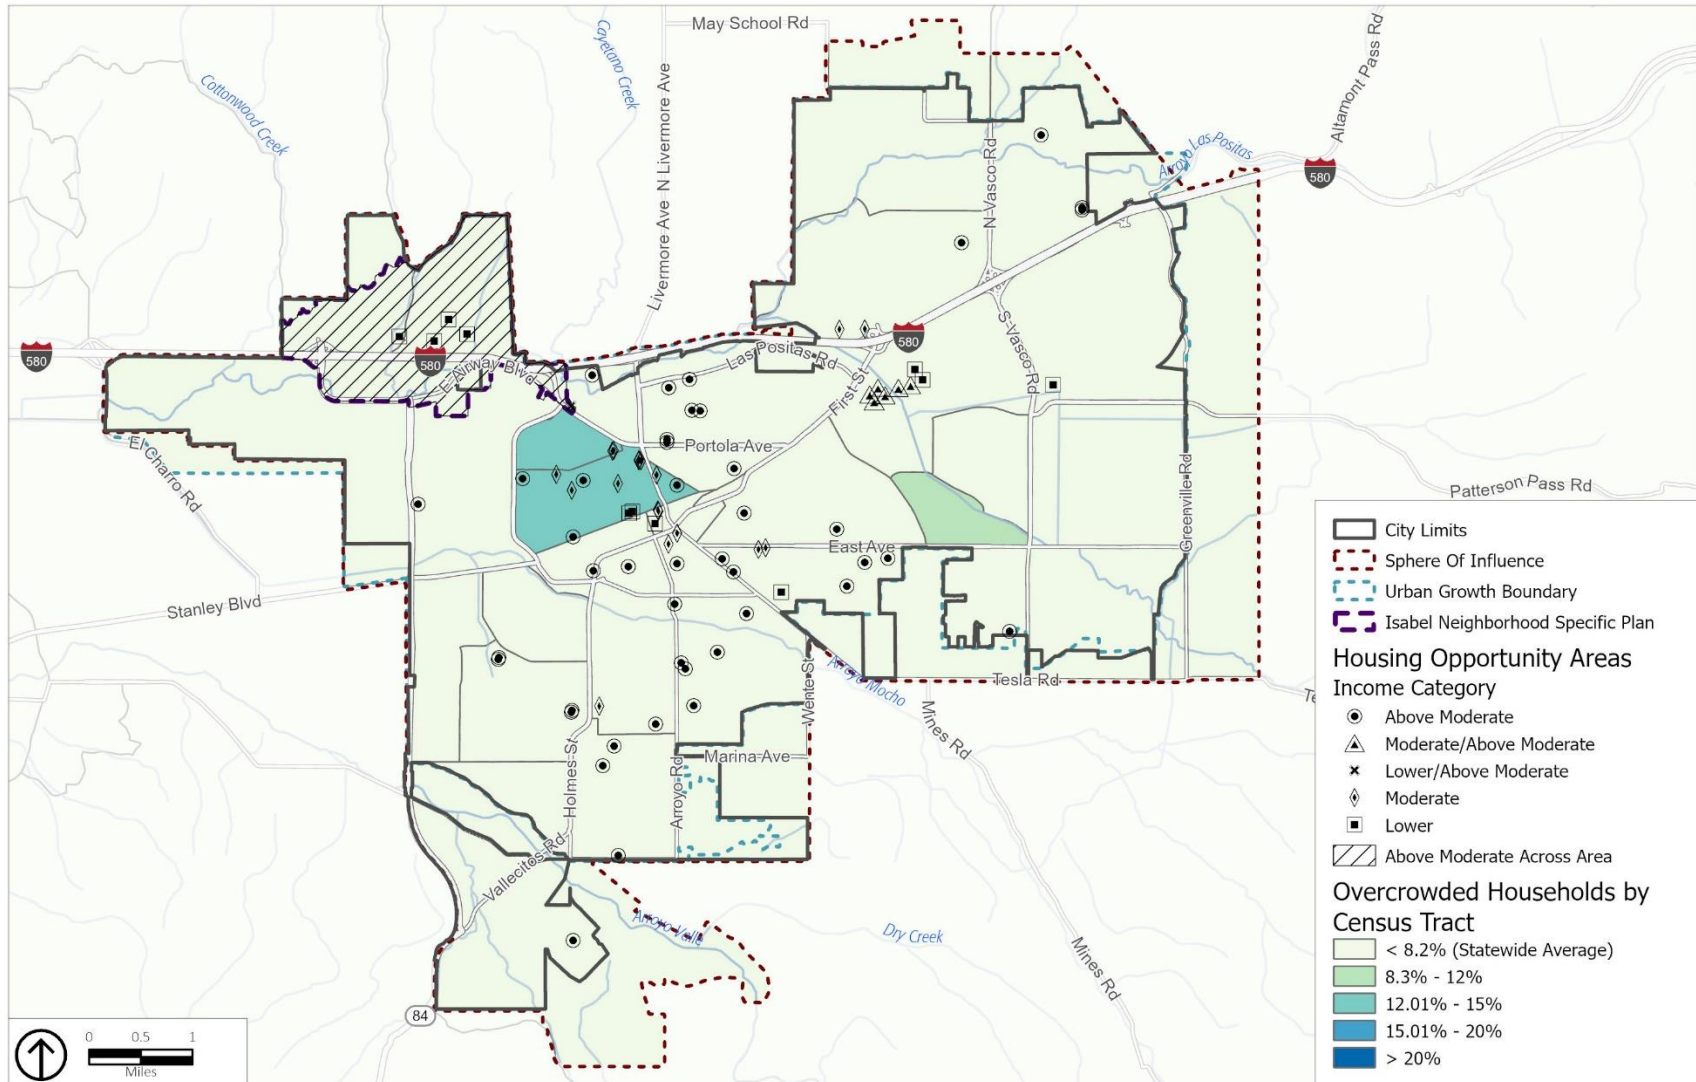 May School Rd
Cayetano Creek
Cottonwood Creek
Livermore Ave N Livermore Ave
Altamont Pass Rd
N Vasco Rd
Arroyo Las Positas
580
580
580
580
E Airway Blvd
Las Positas Rd
First St
S Vasco Rd
Portola Ave
El Charro Rd
Greenville Rd
Patterson Pass Rd
East Ave
Stanley Blvd
Arroyo Mocho
Tesla Rd
Te
Wente St
Mines Rd
Marina Ave
Holmes St
Arroyo Rd
Vallecitos Rd
Arroyo Valle
Dry Creek
Mines Rd
84
0 0.5 1
Miles
City Limits
Sphere Of Influence
Urban Growth Boundary
Isabel Neighborhood Specific Plan
Housing Opportunity Areas
Income Category
Above Moderate
Moderate/Above Moderate
Lower/Above Moderate
Moderate
Lower
Above Moderate Across Area
Overcrowded Households by
Census Tract
< 8.2% (Statewide Average)
8.3% - 12%
12.01% - 15%
15.01% - 20%
> 20%